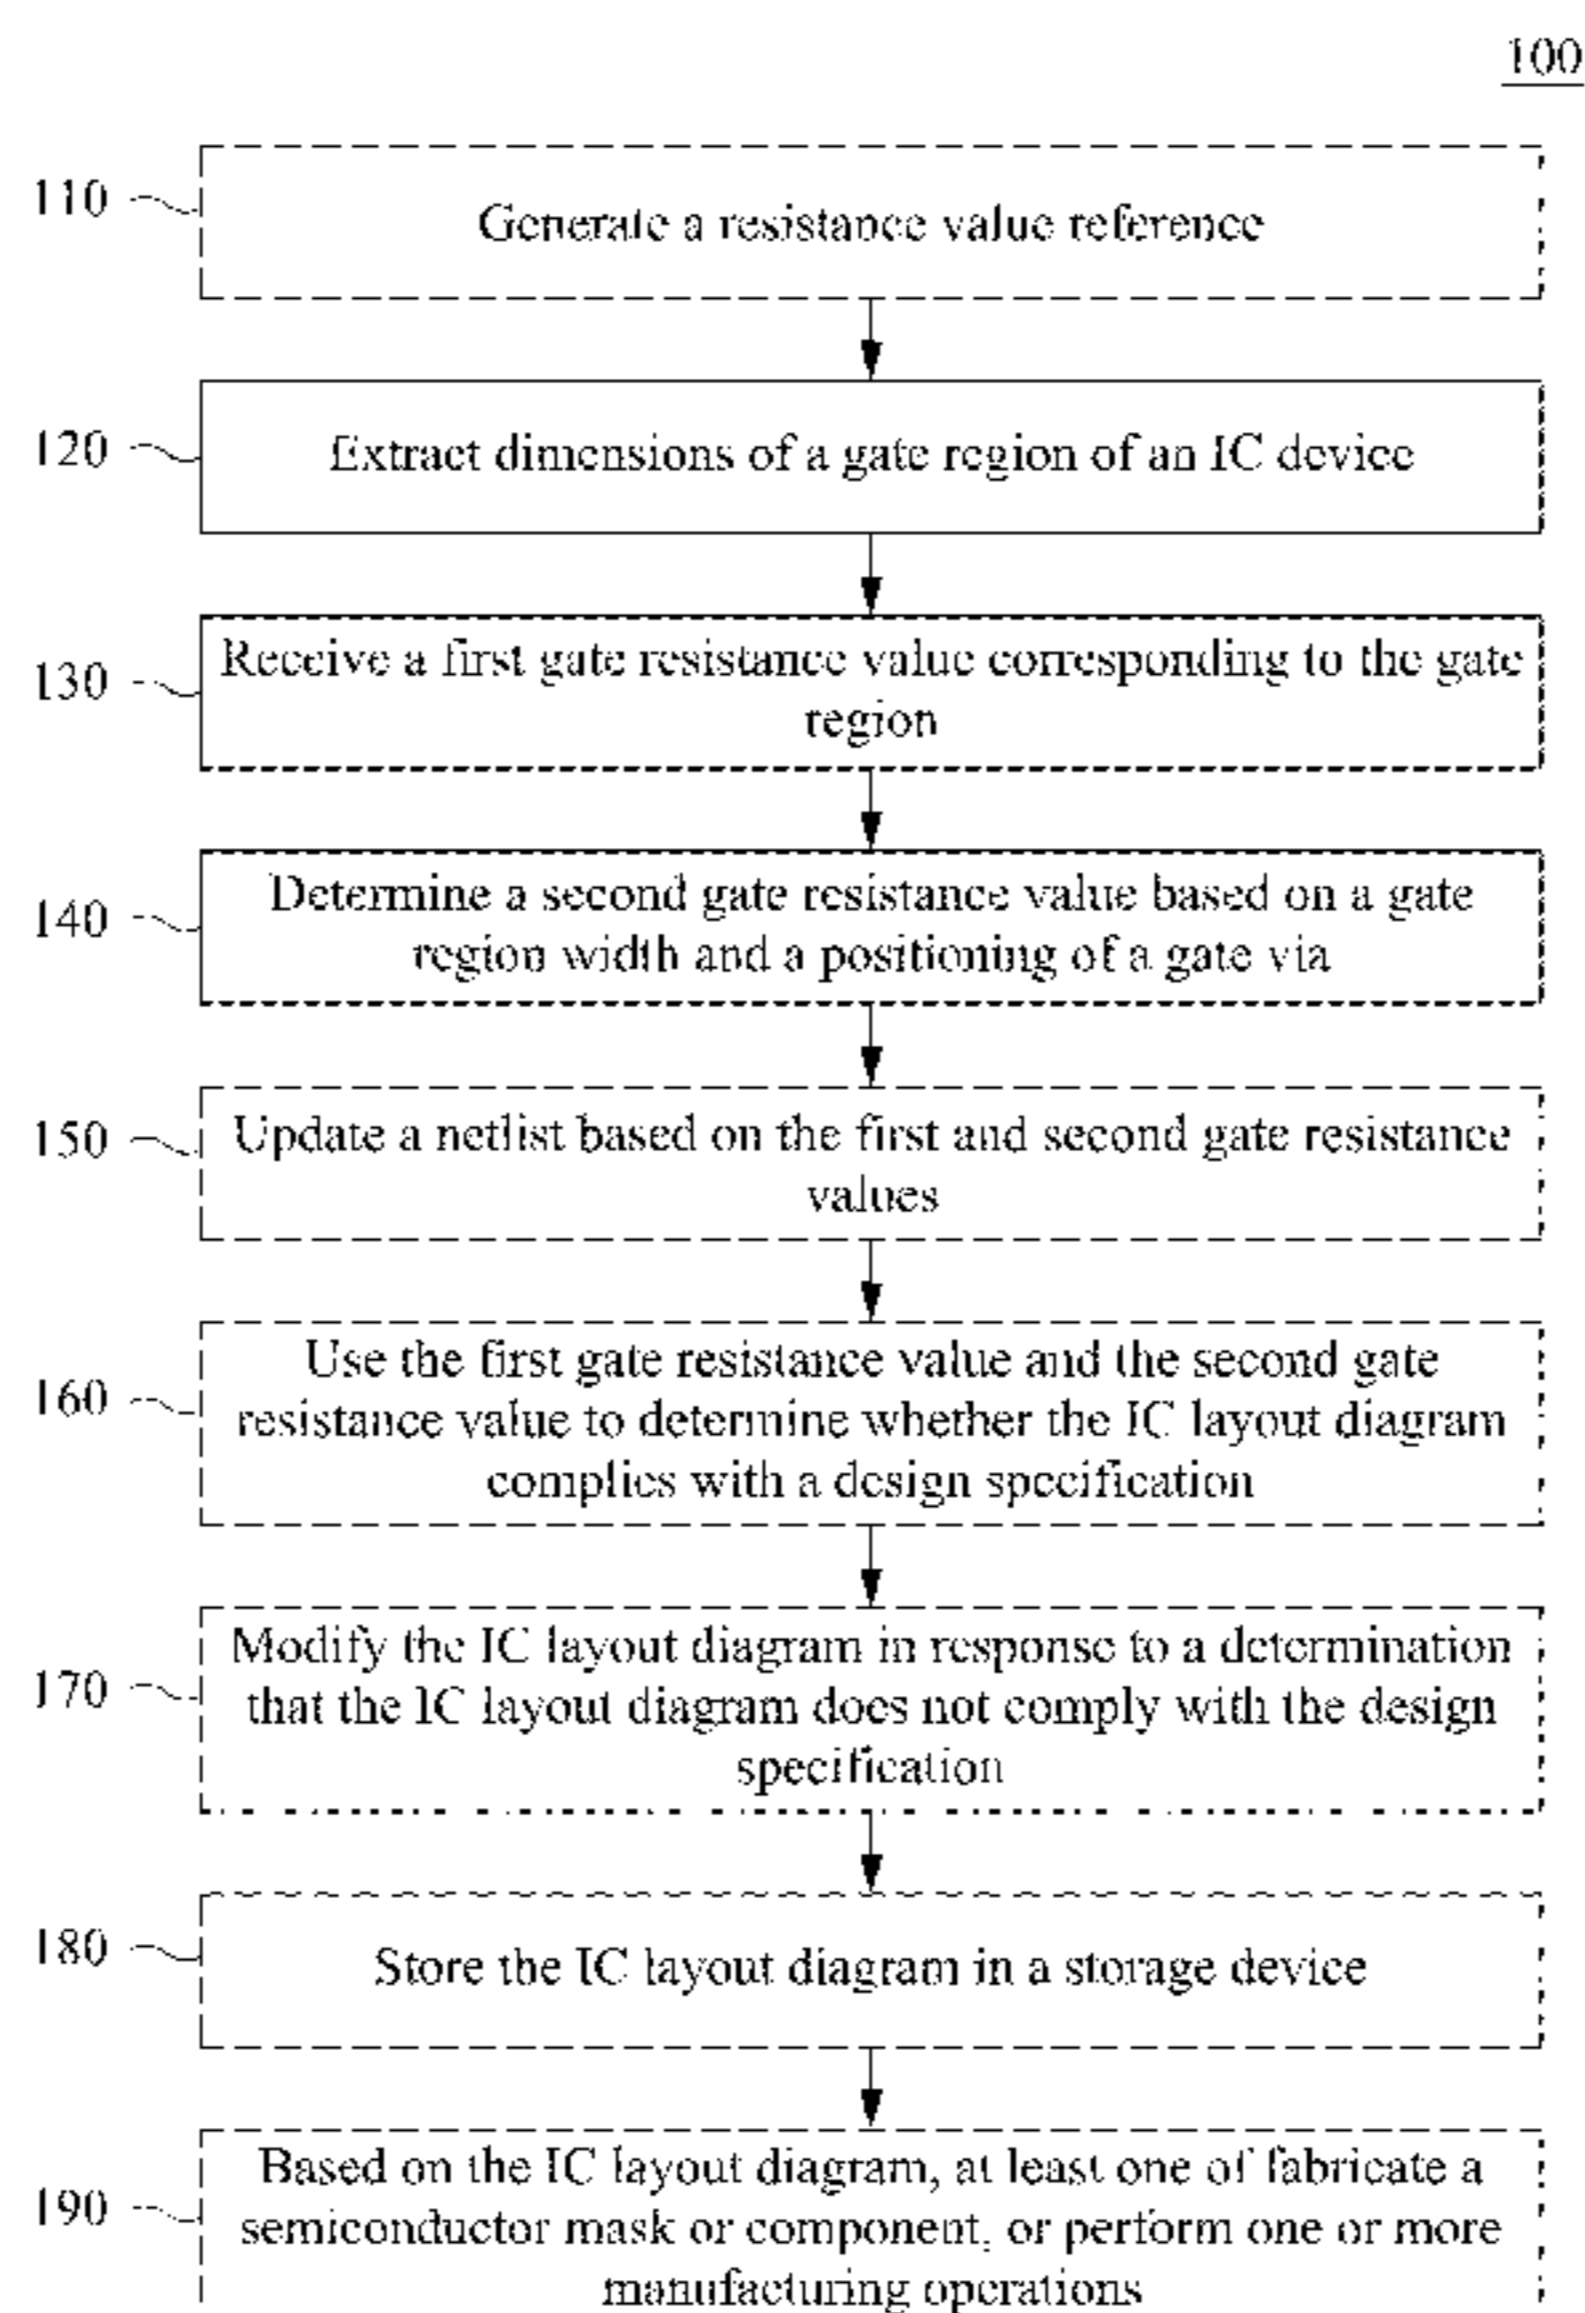 100
110
Generate a resistance value reference
120
Extract dimensions of a gate region of an IC device
130
Receive a first gate resistance value corresponding to the gate
region
140
Determine a second gate resistance value based on a gate
region width and a positioning of a gate via
150
Update a netlist based on the first and second gate resistance
values
160
Use the first gate resistance value and the second gate
resistance value to determine whether the IC layout diagram
complies with a design specification
170
Modify the IC layout diagram in response to a determination
that the IC layout diagram does not comply with the design
specification
180
Store the IC layout diagram in a storage device
190
Based on the IC layout diagram, at least one of fabricate a
semiconductor mask or component, or perform one or more
manufacturing operations